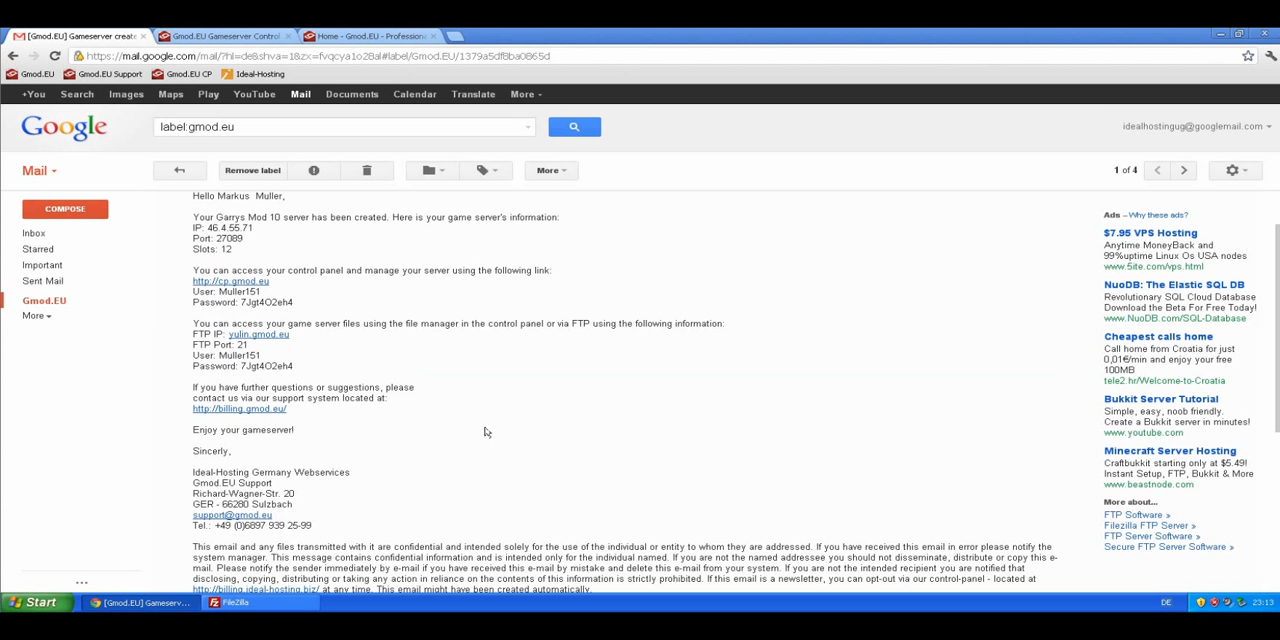 [Gmod.EU] Gameserver create
Gmod.EU Gameserver Control
Home - Gmod.EU - Professiona
https://mail.google.com/mail/?hl=de&shva=1&zx=fvqcya1o28al#label/Gmod.EU/1379a5df8ba0865d
Gmod.EU
Gmod.EU Support
Gmod.EU CP
Ideal-Hosting
+You Search Images Maps Play YouTube Mail Documents Calendar Translate More
Google
label:gmod.eu
idealhostingug@googlemail.com
Mail
Remove label
More
1 of 4
COMPOSE
Inbox
Starred
Important
Sent Mail
Gmod.EU
More
Hello Markus Muller,
Your Garrys Mod 10 server has been created. Here is your game server's information:
IP: 46.4.55.71
Port: 27089
Slots: 12
You can access your control panel and manage your server using the following link:
http://cp.gmod.eu
User: Muller151
Password: 7Jgt4O2eh4
You can access your game server files using the file manager in the control panel or via FTP using the following information:
FTP IP: yulin.gmod.eu
FTP Port: 21
User: Muller151
Password: 7Jgt4O2eh4
If you have further questions or suggestions, please
contact us via our support system located at:
http://billing.gmod.eu/
Enjoy your gameserver!
Sincerely,
Ideal-Hosting Germany Webservices
Gmod.EU Support
Richard-Wagner-Str. 20
GER - 66280 Sulzbach
support@gmod.eu
Tel.: +49 (0)6897 939 25-99
This email and any files transmitted with it are confidential and intended solely for the use of the individual or entity to whom they are addressed. If you have received this email in error please notify the
system manager. This message contains confidential information and is intended only for the individual named. If you are not the named addressee you should not disseminate, distribute or copy this e-
mail. Please notify the sender immediately by e-mail if you have received this e-mail by mistake and delete this e-mail from your system. If you are not the intended recipient you are notified that
disclosing, copying, distributing or taking any action in reliance on the contents of this information is strictly prohibited. If this email is a newsletter, you can opt-out via our control-panel - located at
http://billing.ideal-hosting.biz/ at any time. This email might have been created automatically.
Ads - Why these ads?
$7.95 VPS Hosting
Anytime MoneyBack and
99%uptime Linux Os USA nodes
www.5ite.com/vps.html
NuoDB: The Elastic SQL DB
Revolutionary SQL Cloud Database
Download the Beta For Free Today!
www.NuoDB.com/SQL-Database
Cheapest calls home
Call home from Croatia for just
0,01€/min and enjoy your free
100MB
tele2.hr/Welcome-to-Croatia
Bukkit Server Tutorial
Simple, easy, noob friendly.
Create a Bukkit server in minutes!
www.youtube.com
Minecraft Server Hosting
Craftbukkit starting only at $5.49!
Instant Setup, FTP, Bukkit & More
www.beastnode.com
More about...
FTP Software »
Filezilla FTP Server »
FTP Server Software »
Secure FTP Server Software »
Start
[Gmod.EU] Gameserv...
FileZilla
DE
23:13